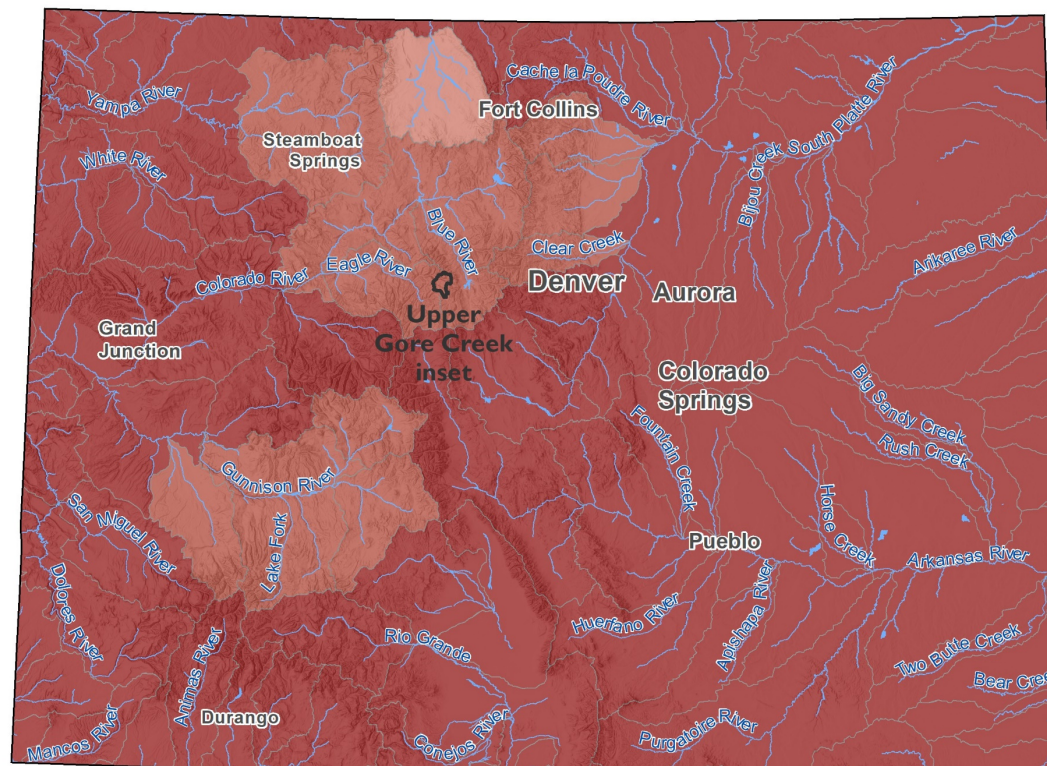 Cache la Poudre River
South Platte River
Yampa River
Fort Collins
Steamboat
Springs
White River
Bijou Creek
Blue River
Arikaree River
Clear Creek
Eagle River
Colorado River
Denver
Aurora
Upper
Gore Creek
inset
Grand
Junction
Colorado
Springs
Big Sandy Creek
Rush Creek
Fountain Creek
Gunnison River
Horse Creek
San Miguel River
Lake Fork
Pueblo
Arkansas River
Dolores River
Huerfano River
Apishapa River
Rio Grande
Two Butte Creek
Animas River
Bear Cree
Durango
Mancos River
Conejos River
Purgatoire River